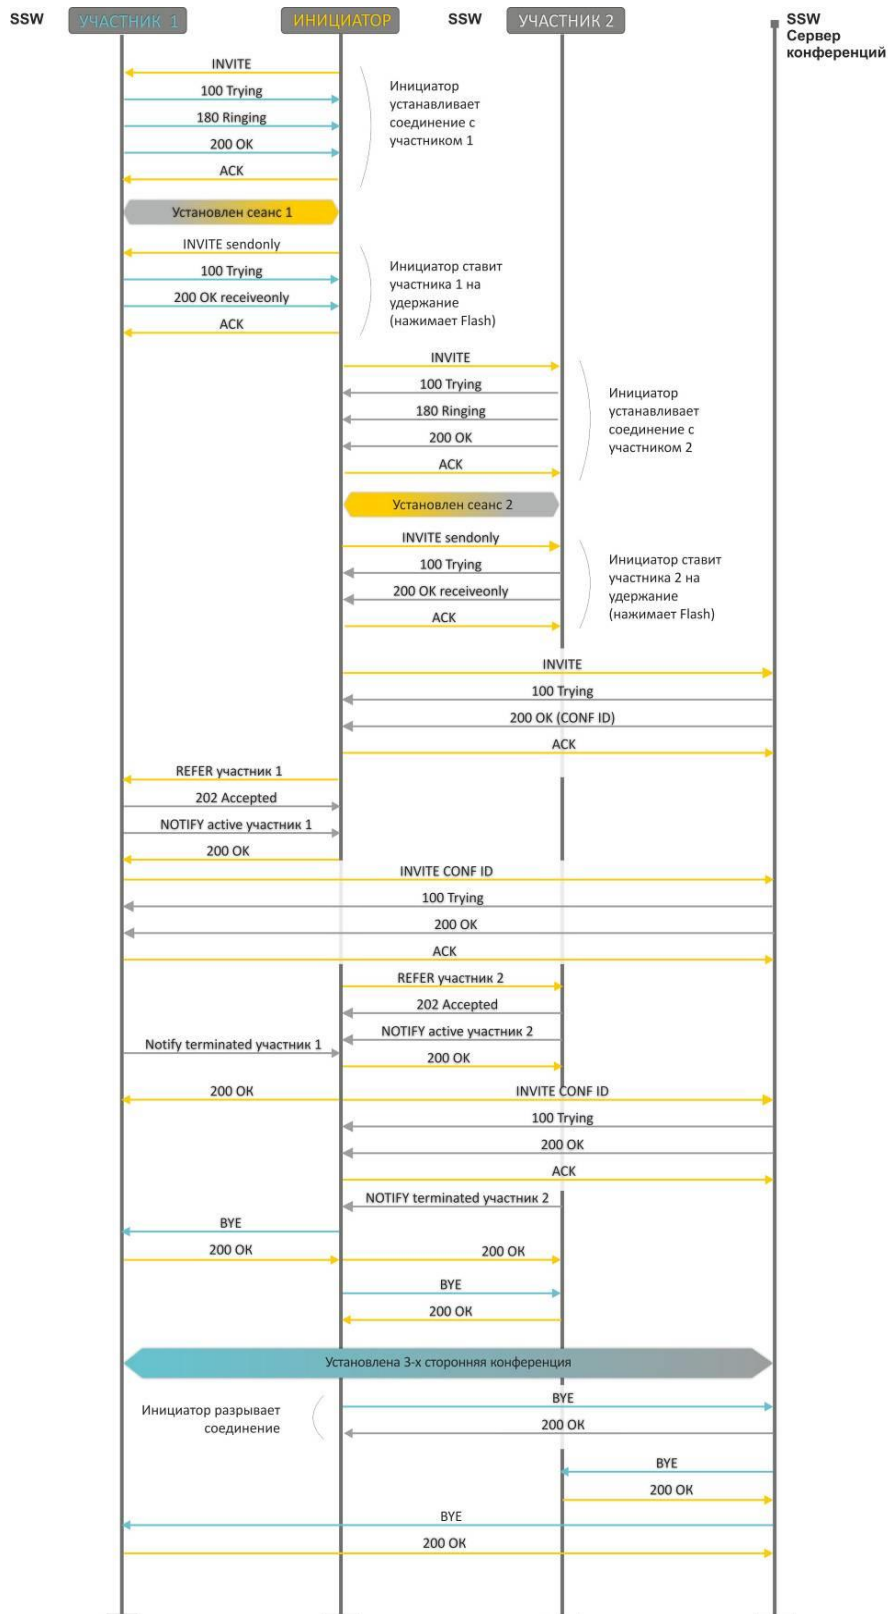 SSW
УЧАСТНИК 1
ИНИЦИАТОР
SSW
УЧАСТНИК 2
SSW
Сервер
конференций
INVITE
100 Trying
180 Ringing
200 OK
ACK
Инициатор
устанавливает
соединение с
участником 1
Установлен сеанс 1
INVITE sendonly
100 Trying
200 OK receiveonly
ACK
Инициатор ставит
участника 1 на
удержание
(нажимает Flash)
INVITE
100 Trying
180 Ringing
200 OK
ACK
Инициатор
устанавливает
соединение с
участником 2
Установлен сеанс 2
INVITE sendonly
100 Trying
200 OK receiveonly
ACK
Инициатор ставит
участника 2 на
удержание
(нажимает Flash)
INVITE
100 Trying
200 OK (CONF ID)
ACK
REFER участник 1
202 Accepted
NOTIFY active участник 1
200 OK
INVITE CONF ID
100 Trying
200 OK
ACK
REFER участник 2
202 Accepted
NOTIFY active участник 2
Notify terminated участник 1
200 OK
200 OK
INVITE CONF ID
100 Trying
200 OK
ACK
NOTIFY terminated участник 2
BYE
200 OK
200 OK
BYE
200 OK
Установлена 3-х сторонняя конференция
BYE
Инициатор разрывает
соединение
200 OK
BYE
200 OK
BYE
200 OK